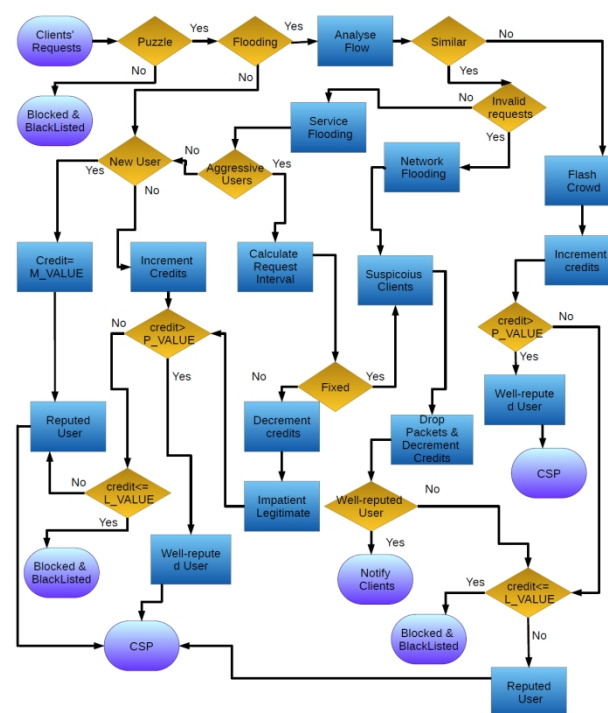 Clients'
Requests
Puzzle
Yes
Flooding
Yes
Analyse
Flow
Similar
No
No
No
Yes
Blocked &
BlackListed
Invalid
requests
No
Yes
Service
Flooding
New User
No
Yes
No
Aggressive
Users
Yes
Network
Flooding
Flash
Crowd
Credit=
M_VALUE
Increment
Credits
Calculate
Request
Interval
Suspicoius
Clients
Increment
credits
No
credit>
P_VALUE
Yes
credit>
P_VALUE
No
Yes
Fixed
No
Yes
Well-repute
d User
Reputed
User
Decrement
credits
Drop
Packets &
Decrement
Credits
CSP
No
credit<=
L_VALUE
Yes
Impatient
Legitimate
Well-reputed
User
No
Yes
Blocked &
BlackListed
Well-repute
d User
Notify
Clients
credit<=
L_VALUE
Yes
No
CSP
Blocked &
BlackListed
Reputed
User